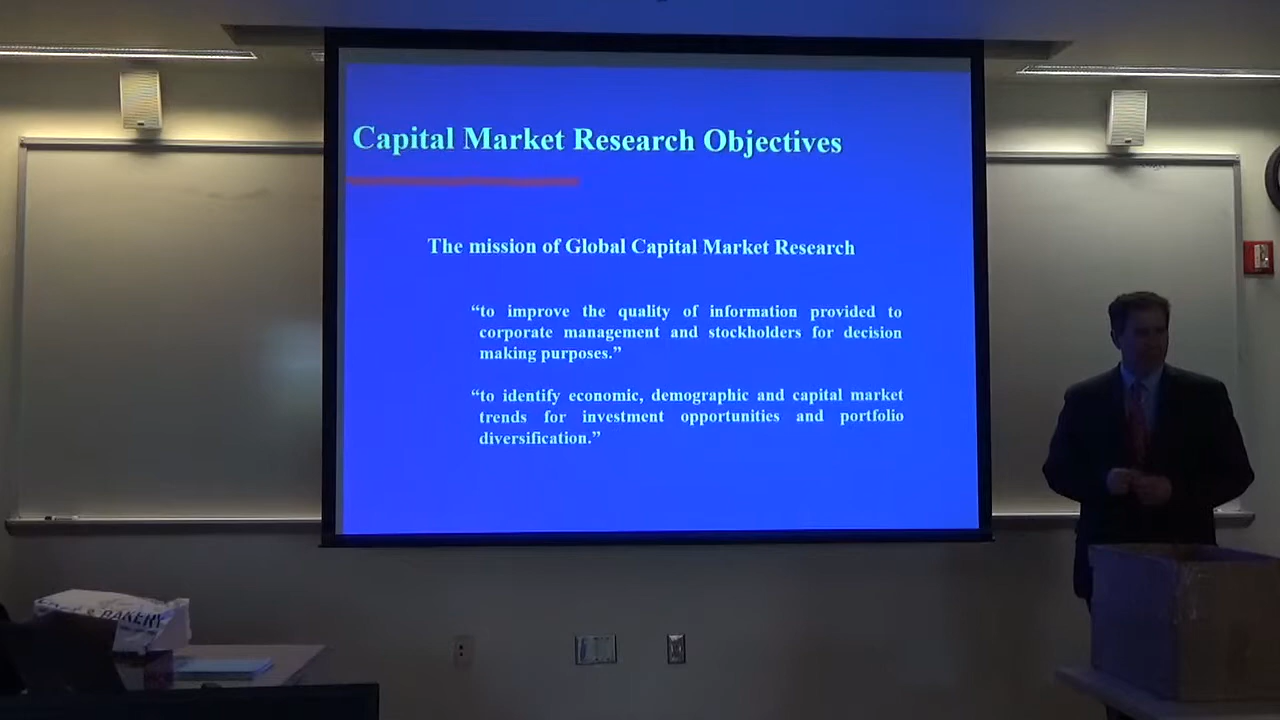 Capital Market Research Objectives
The mission of Global Capital Market Research
“to improve the quality of information provided to
corporate management and stockholders for decision
making purposes.”
“to identify economic, demographic and capital market
trends for investment opportunities and portfolio
diversification.”
BAKERY